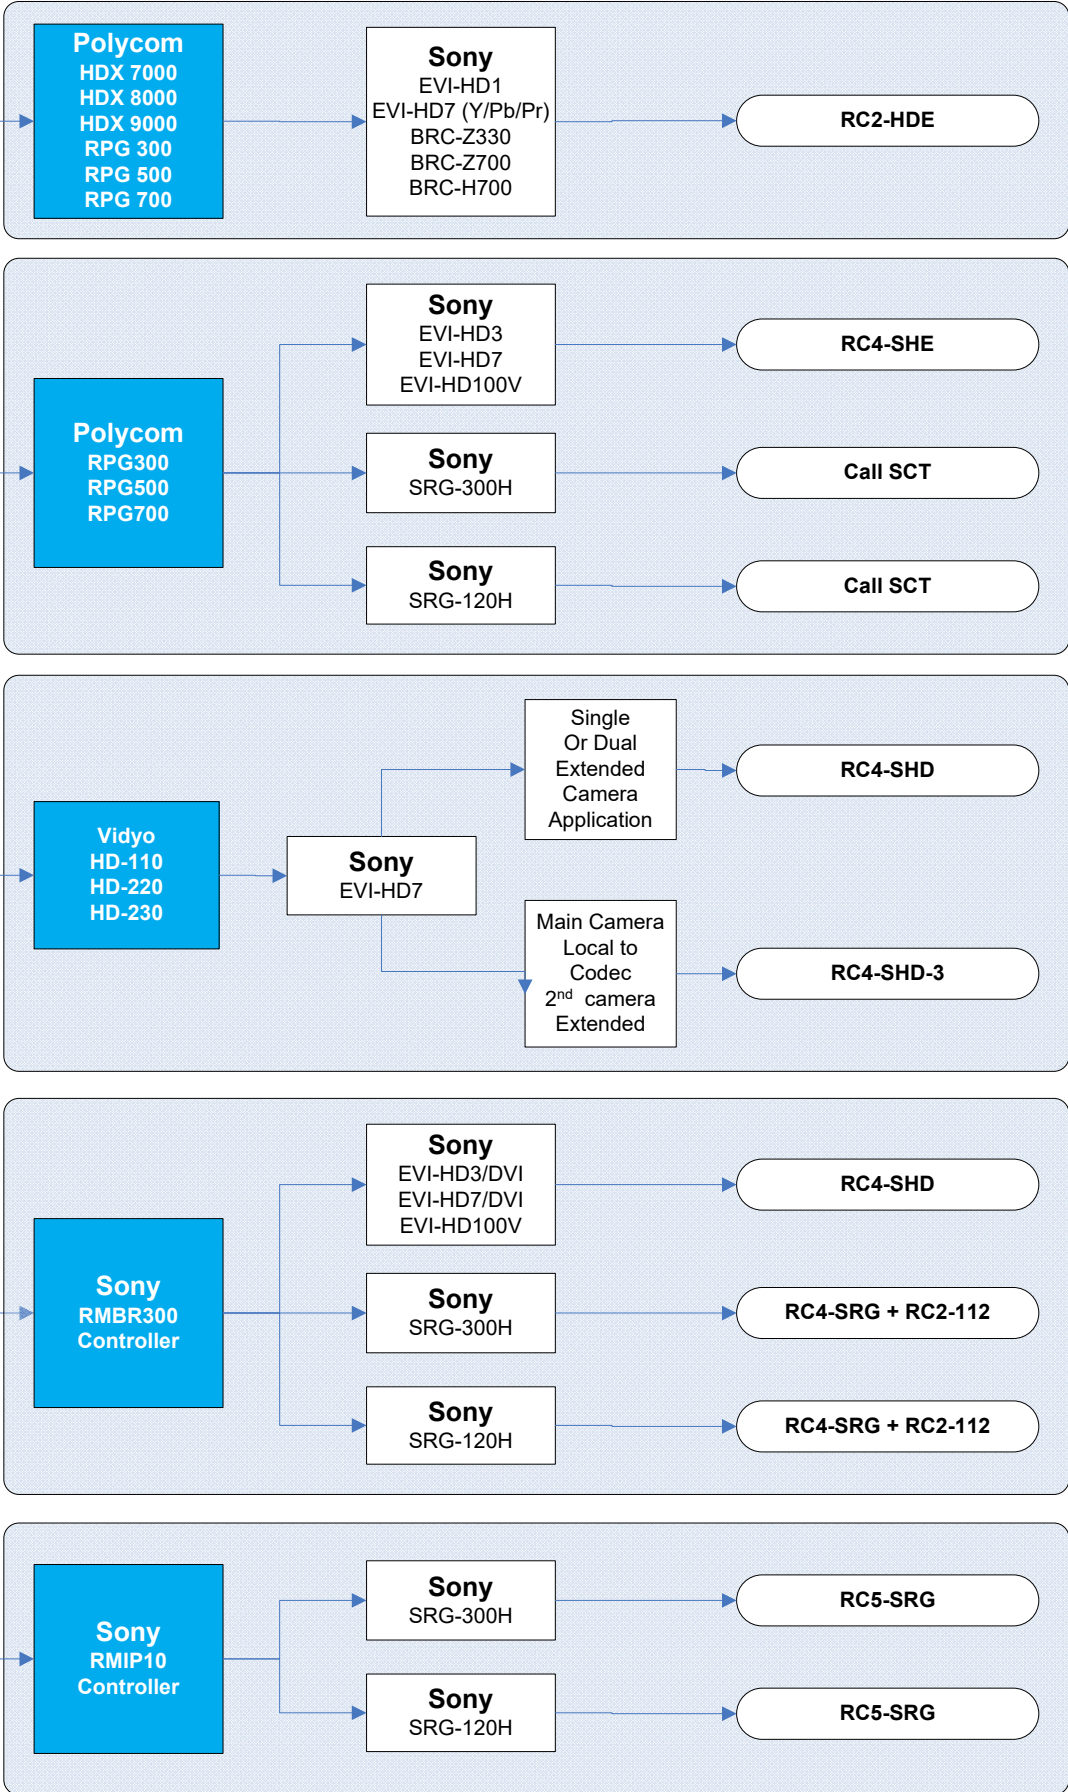 Polycom
HDX 7000
HDX 8000
HDX 9000
RPG 300
RPG 500
RPG 700
Sony
EVI-HD1
EVI-HD7 (Y/Pb/Pr)
BRC-Z330
BRC-Z700
BRC-H700
RC2-HDE
Polycom
RPG300
RPG500
RPG700
Sony
EVI-HD3
EVI-HD7
EVI-HD100V
RC4-SHE
Sony
SRG-300H
Call SCT
Sony
SRG-120H
Call SCT
Vidyo
HD-110
HD-220
HD-230
Sony
EVI-HD7
Single
Or Dual
Extended
Camera
Application
RC4-SHD
Main Camera
Local to
Codec
2nd camera
Extended
RC4-SHD-3
Sony
RMBR300
Controller
Sony
EVI-HD3/DVI
EVI-HD7/DVI
EVI-HD100V
RC4-SHD
Sony
SRG-300H
RC4-SRG + RC2-112
Sony
SRG-120H
RC4-SRG + RC2-112
Sony
RMIP10
Controller
Sony
SRG-300H
RC5-SRG
Sony
SRG-120H
RC5-SRG